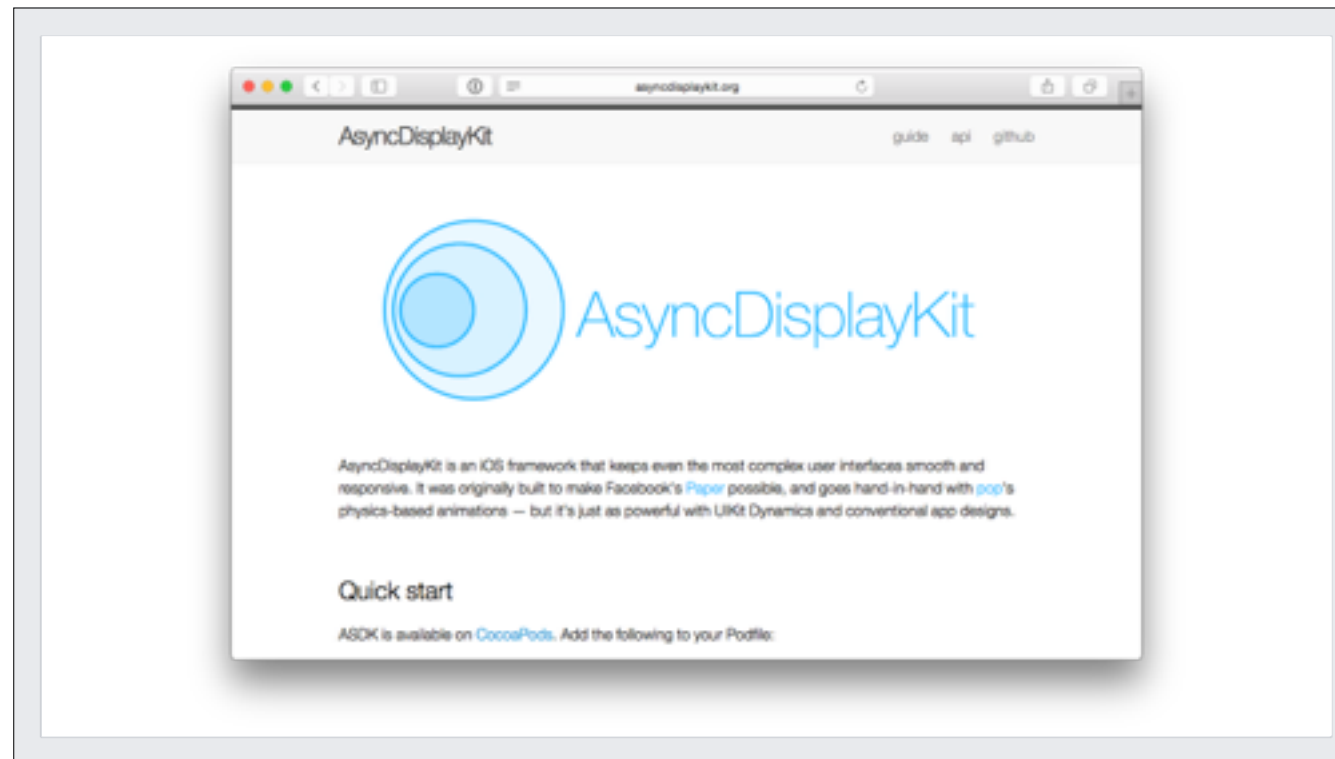 asyncdisplaykit.org
AsyncDisplayKit
guide api github
AsyncDisplayKit
AsyncDisplayKit is an iOS framework that keeps even the most complex user interfaces smooth and
responsive. It was originally built to make Facebook's Paper possible, and goes hand-in-hand with pop's
physics-based animations — but it's just as powerful with UIKit Dynamics and conventional app designs.
Quick start
ASDK is available on CocoaPods. Add the following to your Podfile: